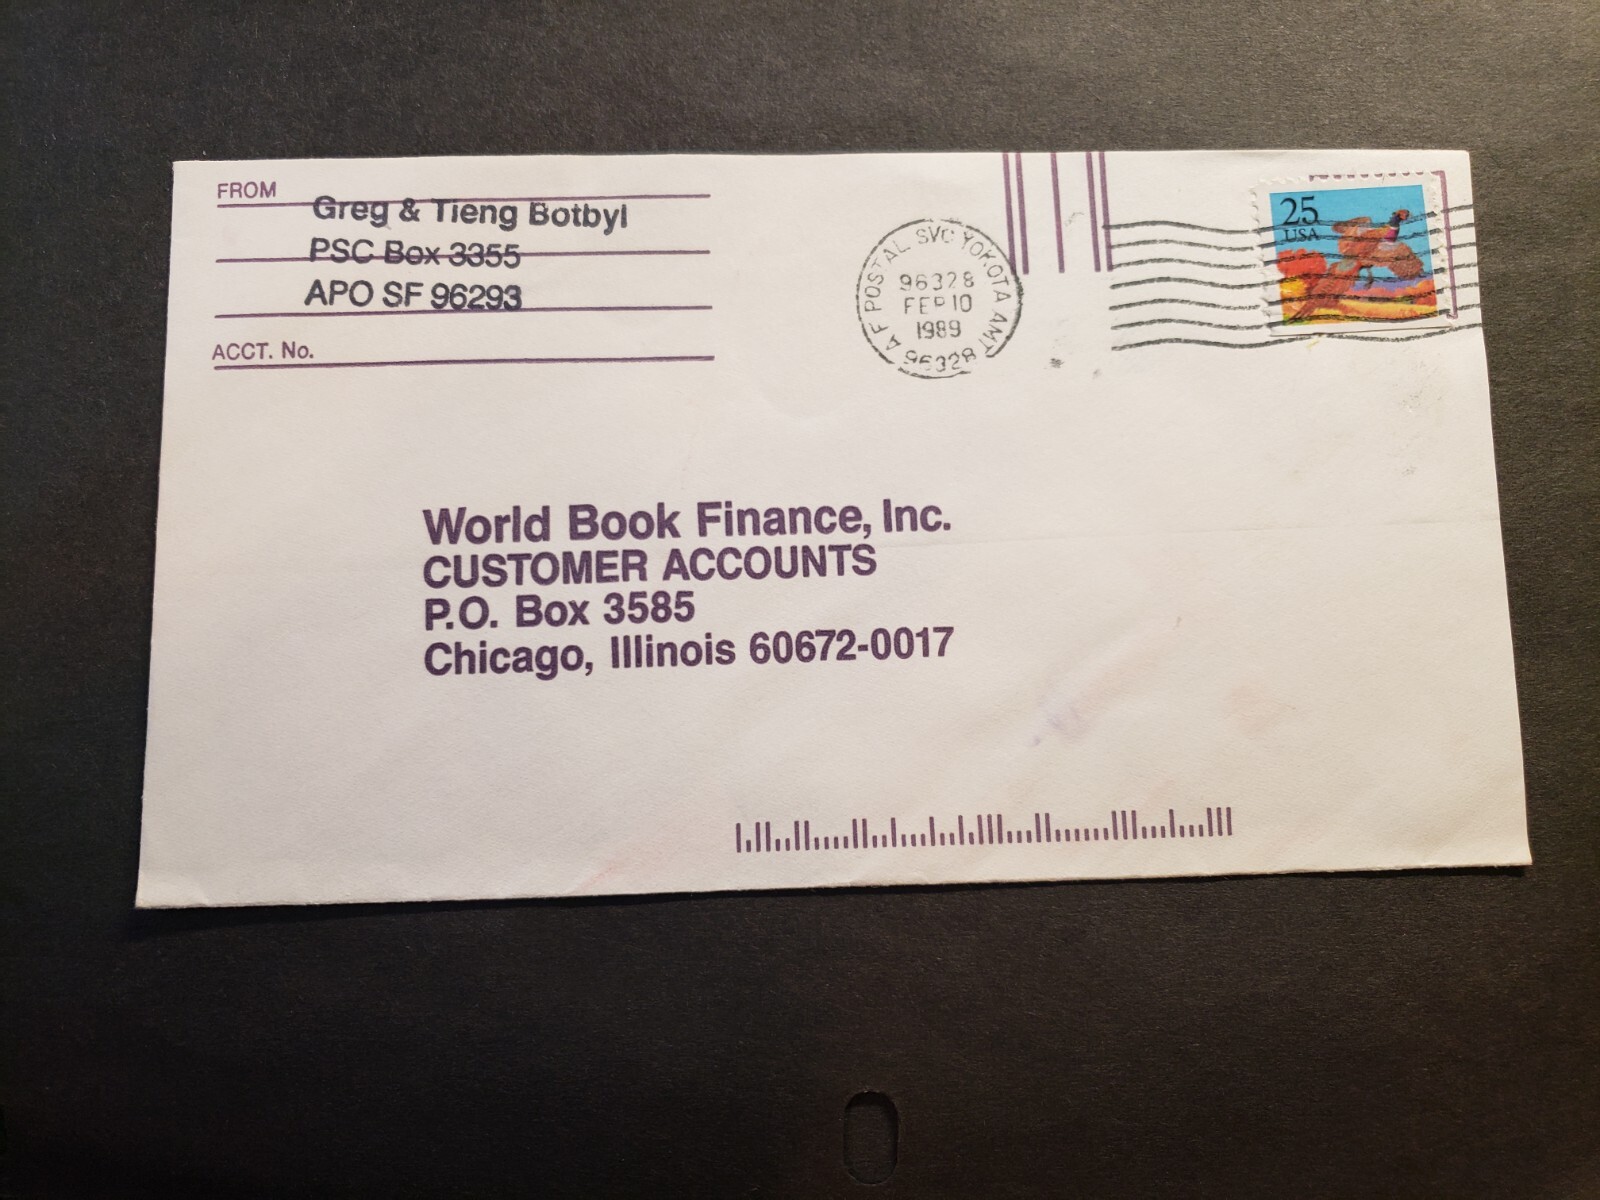 FROM
Greg & Tieng Botbyl
PSC Box 3355
APO SF 96293
ACCT. No.
A F POSTAL SVC YOKOTA AMT
96328
FEB 10
1989
96328
25
USA
World Book Finance, Inc.
CUSTOMER ACCOUNTS
P.O. Box 3585
Chicago, Illinois 60672-0017